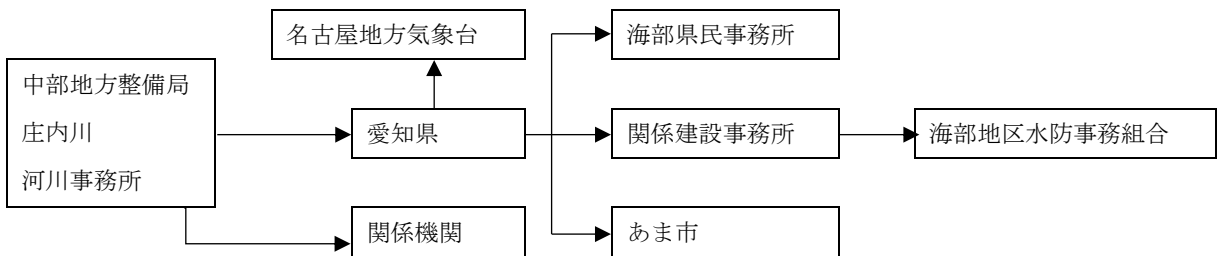 名古屋地方気象台
海部県民事務所
中部地方整備局
庄内川
河川事務所
愛知県
関係建設事務所
海部地区水防事務組合
関係機関
あま市